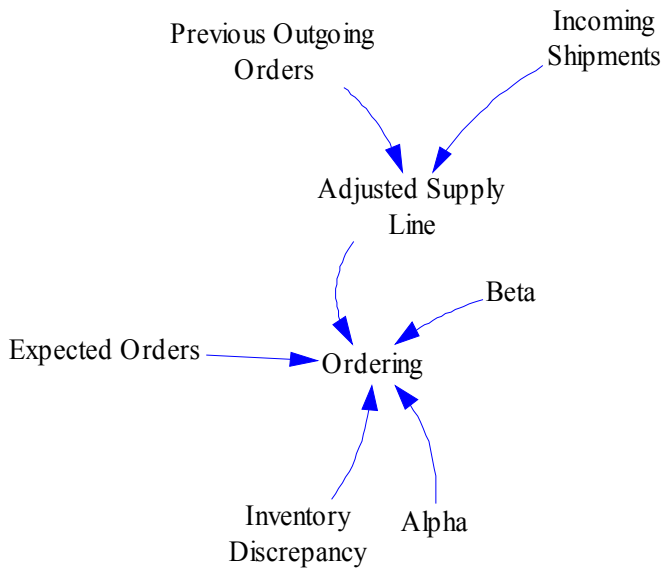 Previous Outgoing
Orders
Incoming
Shipments
Adjusted Supply
Line
Beta
Expected Orders
Ordering
Inventory
Discrepancy
Alpha